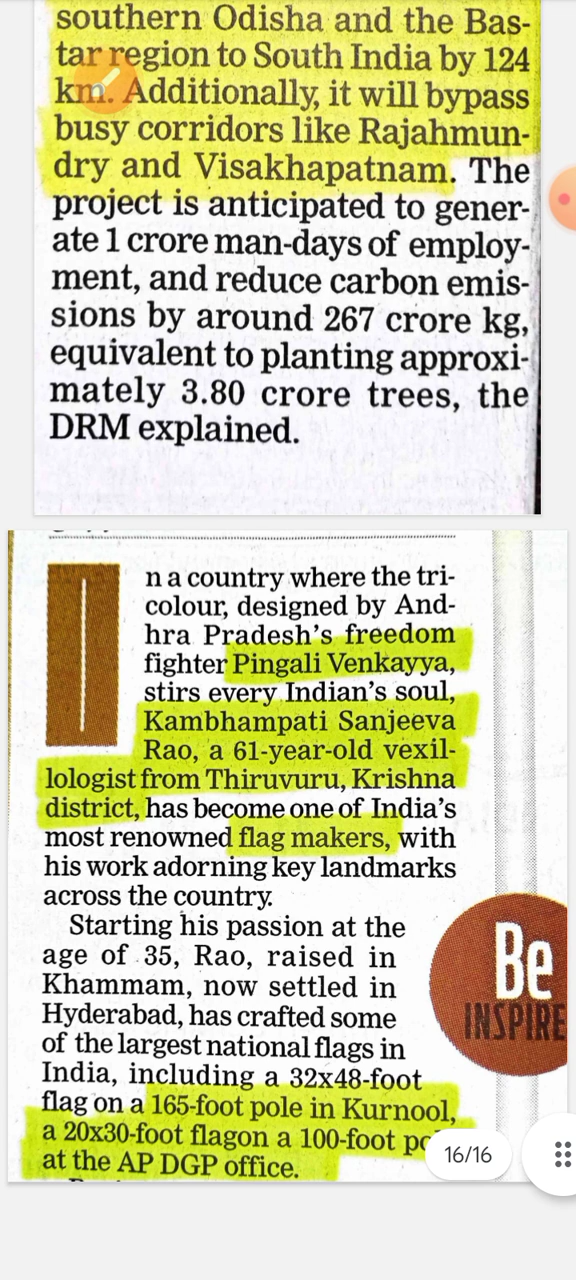 southern Odisha and the Bas-
tar region to South India by 124
km. Additionally, it will bypass
busy corridors like Rajahmun-
dry and Visakhapatnam. The
project is anticipated to gener-
ate 1 crore man-days of employ-
ment, and reduce carbon emis-
sions by around 267 crore kg,
equivalent to planting approxi-
mately 3.80 crore trees, the
DRM explained.
In a country where the tri-
colour, designed by And-
hra Pradesh's freedom
fighter Pingali Venkayya,
stirs every Indian's soul,
Kambhampati Sanjeeva
Rao, a 61-year-old vexil-
lologist from Thiruvuru, Krishna
district, has become one of India's
most renowned flag makers, with
his work adorning key landmarks
across the country.
Starting his passion at the
age of 35, Rao, raised in
Khammam, now settled in
Hyderabad, has crafted some
of the largest national flags in
India, including a 32x48-foot
flag on a 165-foot pole in Kurnool,
a 20x30-foot flagon a 100-foot
at the AP DGP office.
Be
INSPIRE
16/16